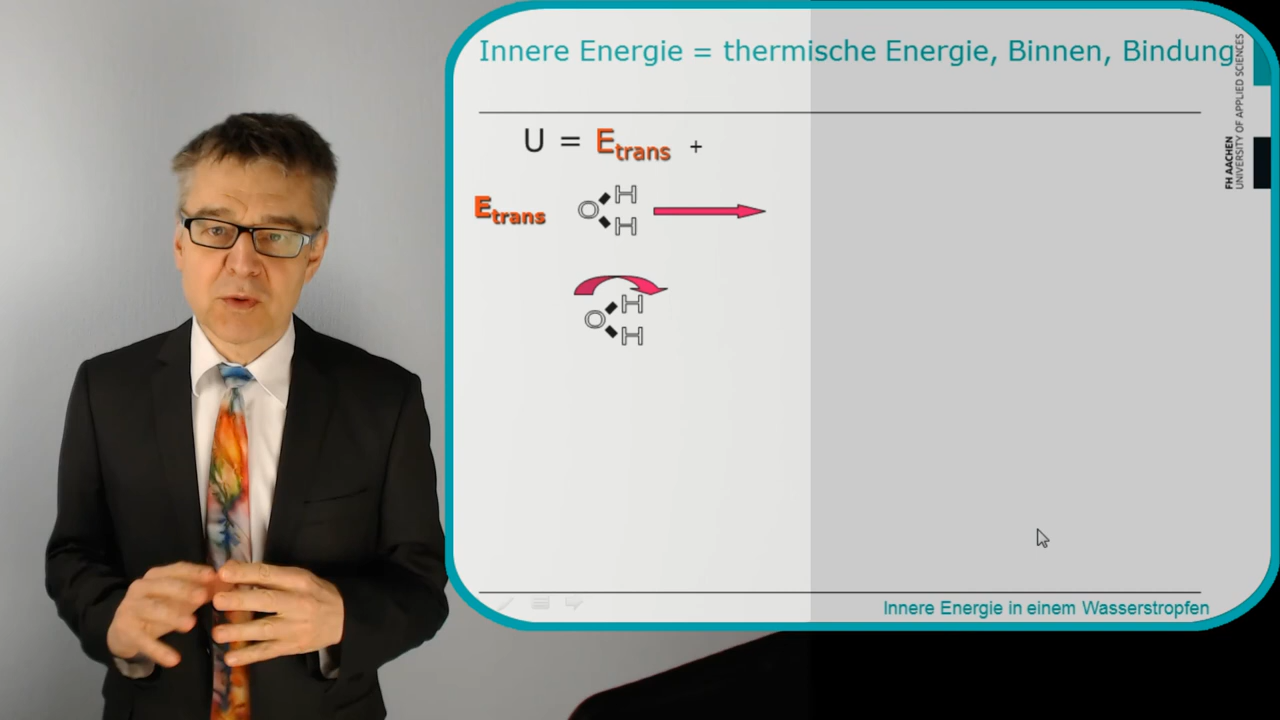 Innere Energie = thermische Energie, Binnen, Bindung
U = Etrans +
Etrans
O H
H
O H
H
FH AACHEN
UNIVERSITY OF APPLIED SCIENCES
Innere Energie in einem Wasserstropfen